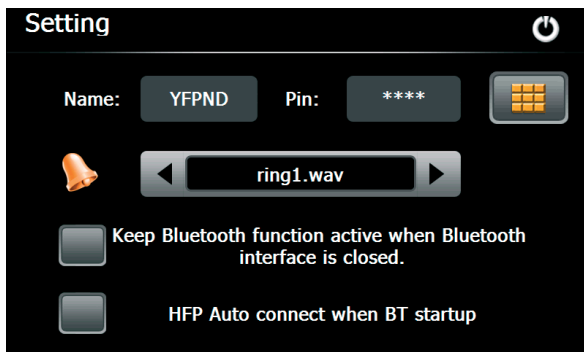 Setting
Name: YFPND Pin: ****
ring1.wav
Keep Bluetooth function active when Bluetooth
interface is closed.
HFP Auto connect when BT startup